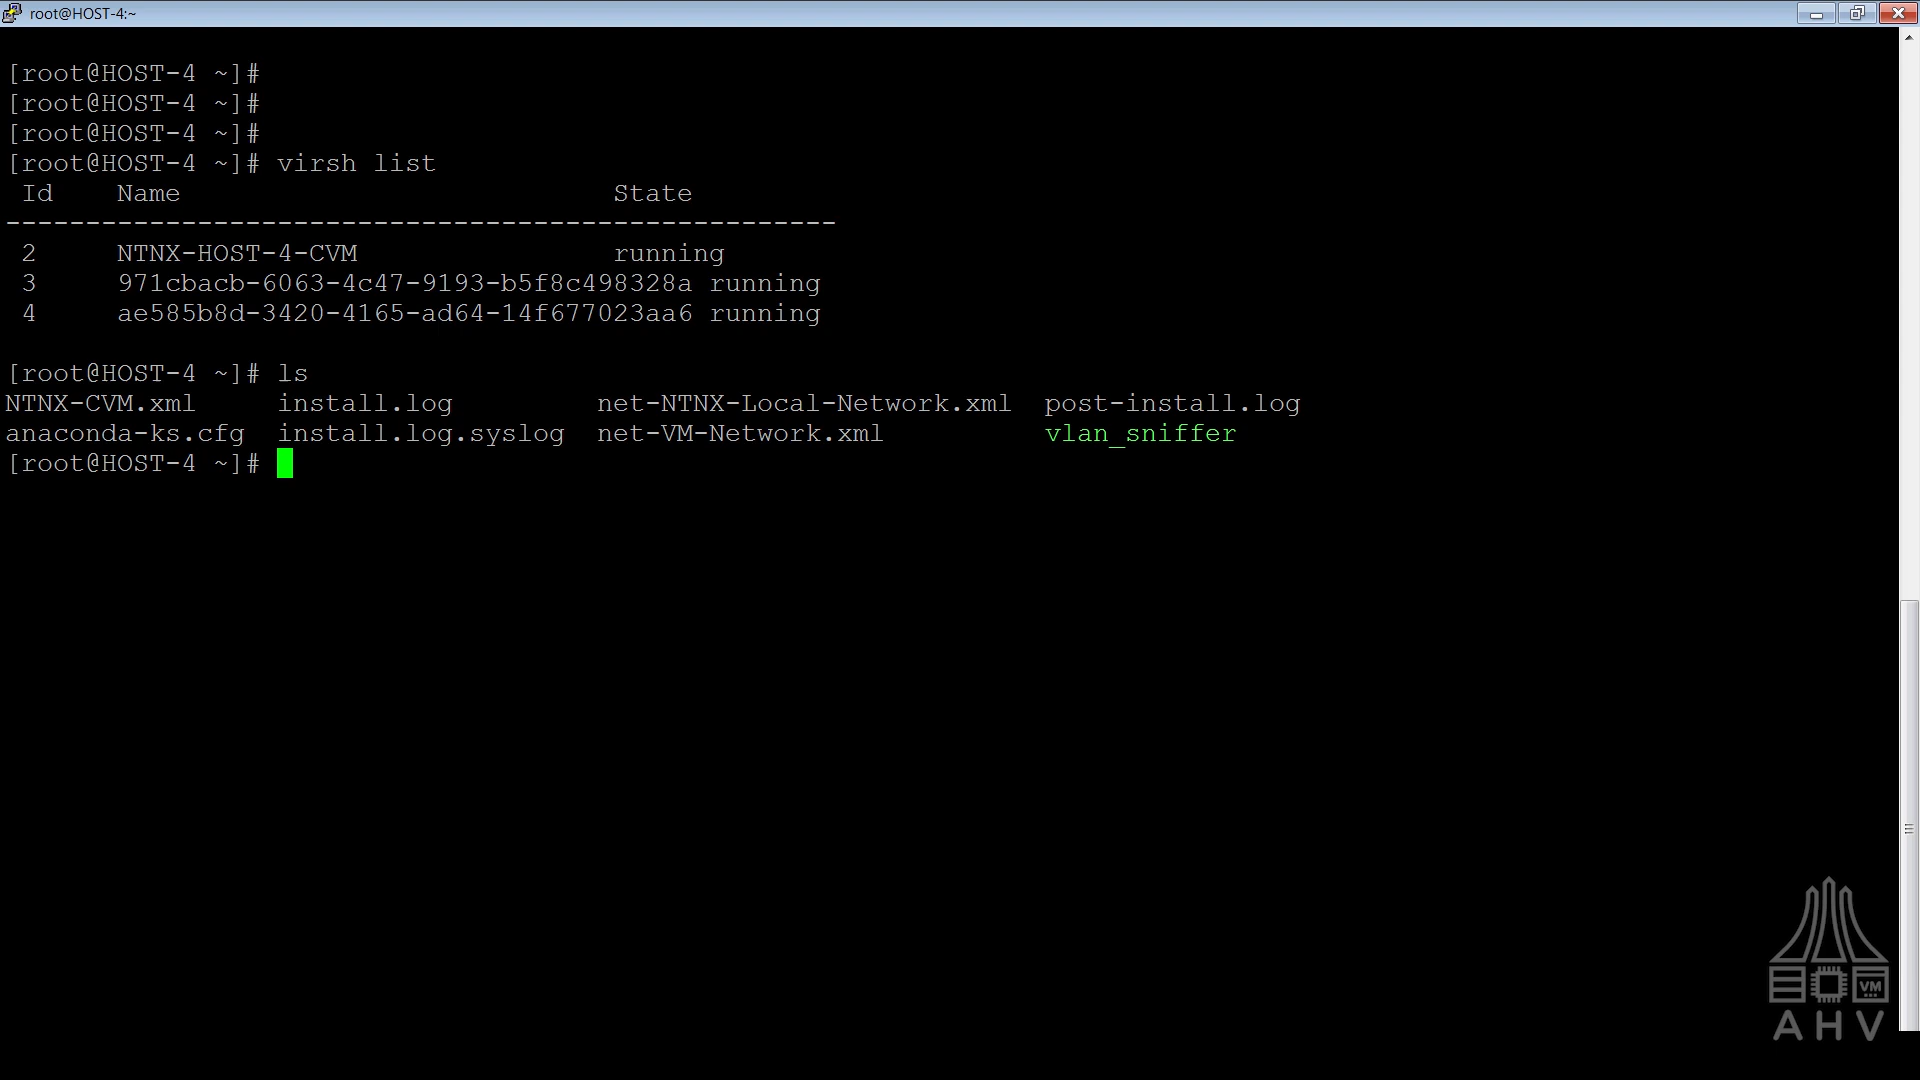 root@HOST-4:~
[root@HOST-4 ~]#
[root@HOST-4 ~]#
[root@HOST-4 ~]#
[root@HOST-4 ~]# virsh list
 Id    Name                           State
----------------------------------------------------
 2     NTNX-HOST-4-CVM                running
 3     971cbacb-6063-4c47-9193-b5f8c498328a running
 4     ae585b8d-3420-4165-ad64-14f677023aa6 running
[root@HOST-4 ~]# ls
NTNX-CVM.xml     install.log         net-NTNX-Local-Network.xml  post-install.log
anaconda-ks.cfg  install.log.syslog  net-VM-Network.xml          vlan_sniffer
[root@HOST-4 ~]#
VM
AHV